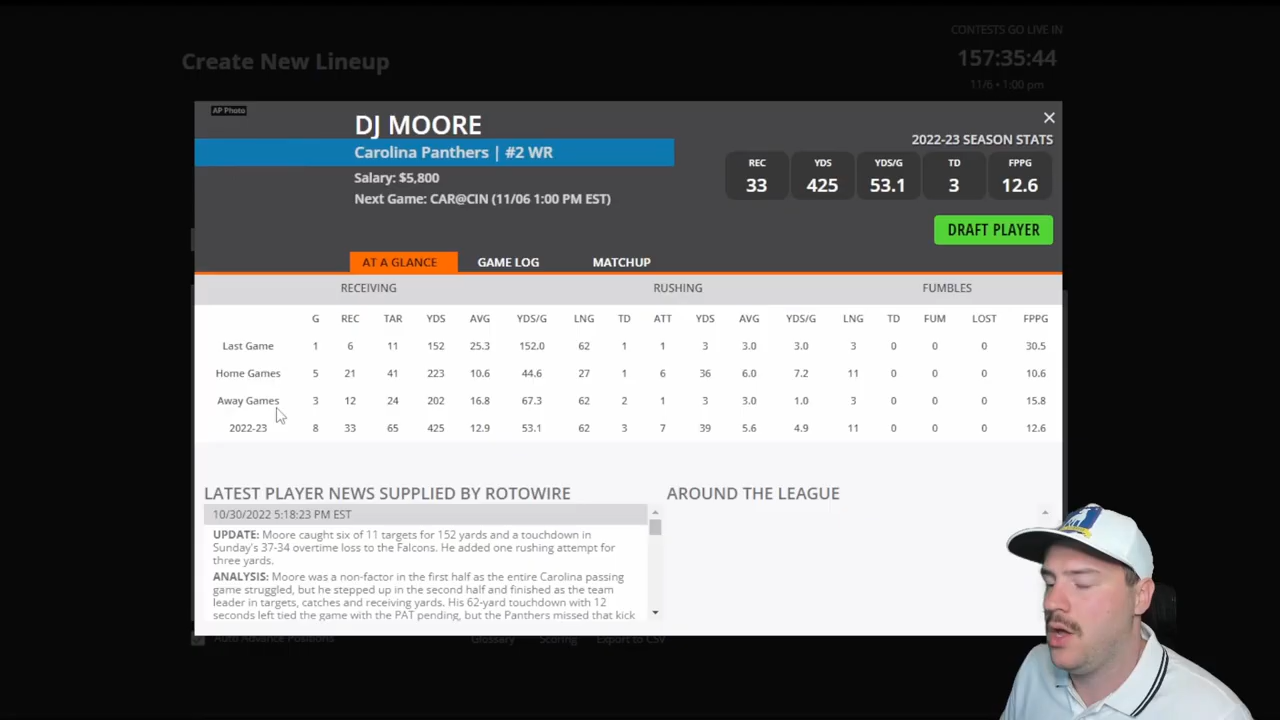 Create New Lineup
CONTESTS GO LIVE IN
157:35:44
11/6 • 1:00 pm
AP Photo
DJ MOORE
Carolina Panthers | #2 WR
Salary: $5,800
Next Game: CAR@CIN (11/06 1:00 PM EST)
2022-23 SEASON STATS
REC YDS YDS/G TD FPPG
33 425 53.1 3 12.6
DRAFT PLAYER
AT A GLANCE GAME LOG MATCHUP
RECEIVING RUSHING FUMBLES
G REC TAR YDS AVG YDS/G LNG TD ATT YDS AVG YDS/G LNG TD FUM LOST FPPG
Last Game 1 6 11 152 25.3 152.0 62 1 1 3 3.0 3.0 3 0 0 0 30.5
Home Games 5 21 41 223 10.6 44.6 27 1 6 36 6.0 7.2 11 0 0 0 10.6
Away Games 3 12 24 202 16.8 67.3 62 2 1 3 3.0 1.0 3 0 0 0 15.8
2022-23 8 33 65 425 12.9 53.1 62 3 7 39 5.6 4.9 11 0 0 0 12.6
LATEST PLAYER NEWS SUPPLIED BY ROTOWIRE
10/30/2022 5:18:23 PM EST
UPDATE: Moore caught six of 11 targets for 152 yards and a touchdown in
Sunday's 37-34 overtime loss to the Falcons. He added one rushing attempt for
three yards.
ANALYSIS: Moore was a non-factor in the first half as the entire Carolina passing
game struggled, but he stepped up in the second half and finished as the team
leader in targets, catches and receiving yards. His 62-yard touchdown with 12
seconds left tied the game with the PAT pending, but the Panthers missed that kick
AROUND THE LEAGUE
Auto Advance Positions Glossary Scoring Export to CSV